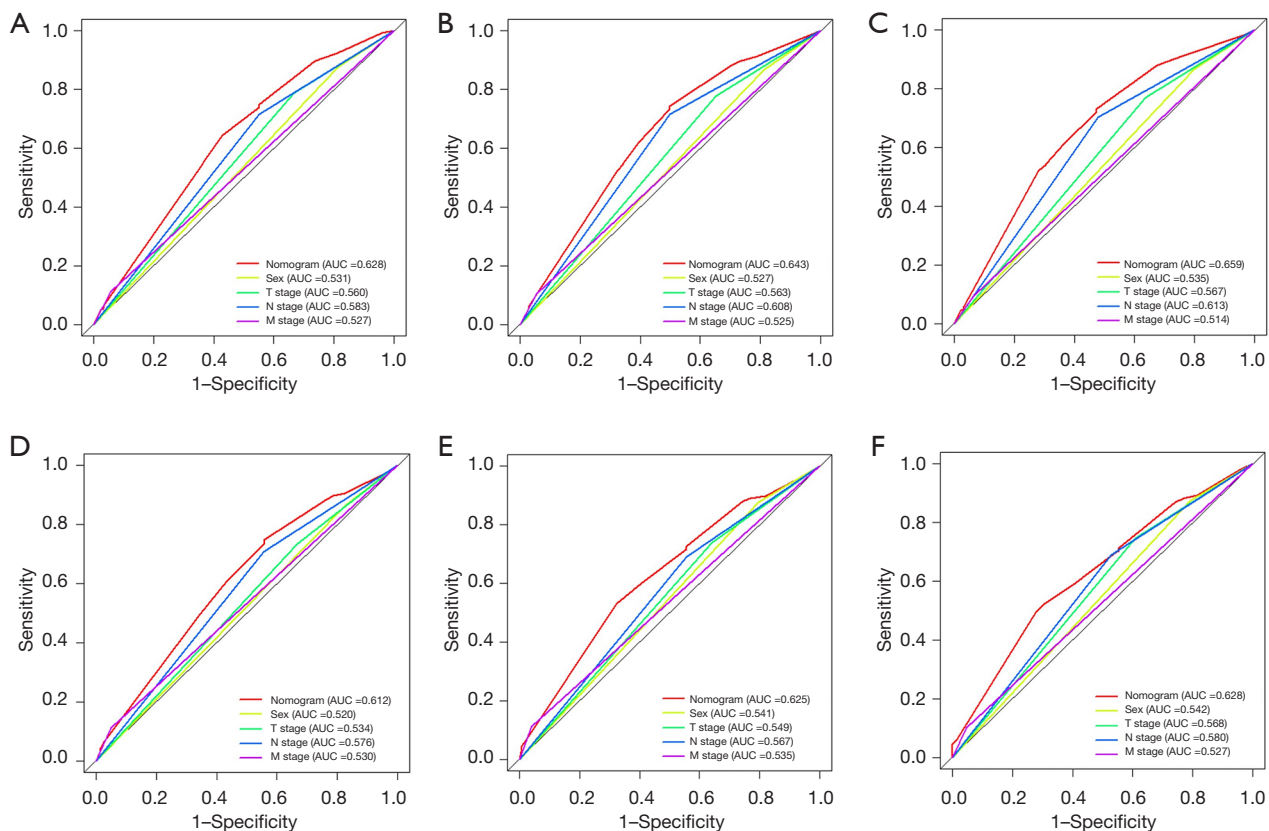 A
1.0
0.8
0.6
0.4
0.2
0.0
Sensitivity
Nomogram (AUC =0.628)
Sex (AUC =0.531)
T stage (AUC =0.560)
N stage (AUC =0.583)
M stage (AUC =0.527)
0.0 0.2 0.4 0.6 0.8 1.0
1–Specificity
B
1.0
0.8
0.6
0.4
0.2
0.0
Sensitivity
Nomogram (AUC =0.643)
Sex (AUC =0.527)
T stage (AUC =0.563)
N stage (AUC =0.608)
M stage (AUC =0.525)
0.0 0.2 0.4 0.6 0.8 1.0
1–Specificity
C
1.0
0.8
0.6
0.4
0.2
0.0
Sensitivity
Nomogram (AUC =0.659)
Sex (AUC =0.535)
T stage (AUC =0.567)
N stage (AUC =0.613)
M stage (AUC =0.514)
0.0 0.2 0.4 0.6 0.8 1.0
1–Specificity
D
1.0
0.8
0.6
0.4
0.2
0.0
Sensitivity
Nomogram (AUC =0.612)
Sex (AUC =0.520)
T stage (AUC =0.534)
N stage (AUC =0.576)
M stage (AUC =0.530)
0.0 0.2 0.4 0.6 0.8 1.0
1–Specificity
E
1.0
0.8
0.6
0.4
0.2
0.0
Sensitivity
Nomogram (AUC =0.625)
Sex (AUC =0.541)
T stage (AUC =0.549)
N stage (AUC =0.567)
M stage (AUC =0.535)
0.0 0.2 0.4 0.6 0.8 1.0
1–Specificity
F
1.0
0.8
0.6
0.4
0.2
0.0
Sensitivity
Nomogram (AUC =0.628)
Sex (AUC =0.542)
T stage (AUC =0.568)
N stage (AUC =0.580)
M stage (AUC =0.527)
0.0 0.2 0.4 0.6 0.8 1.0
1–Specificity